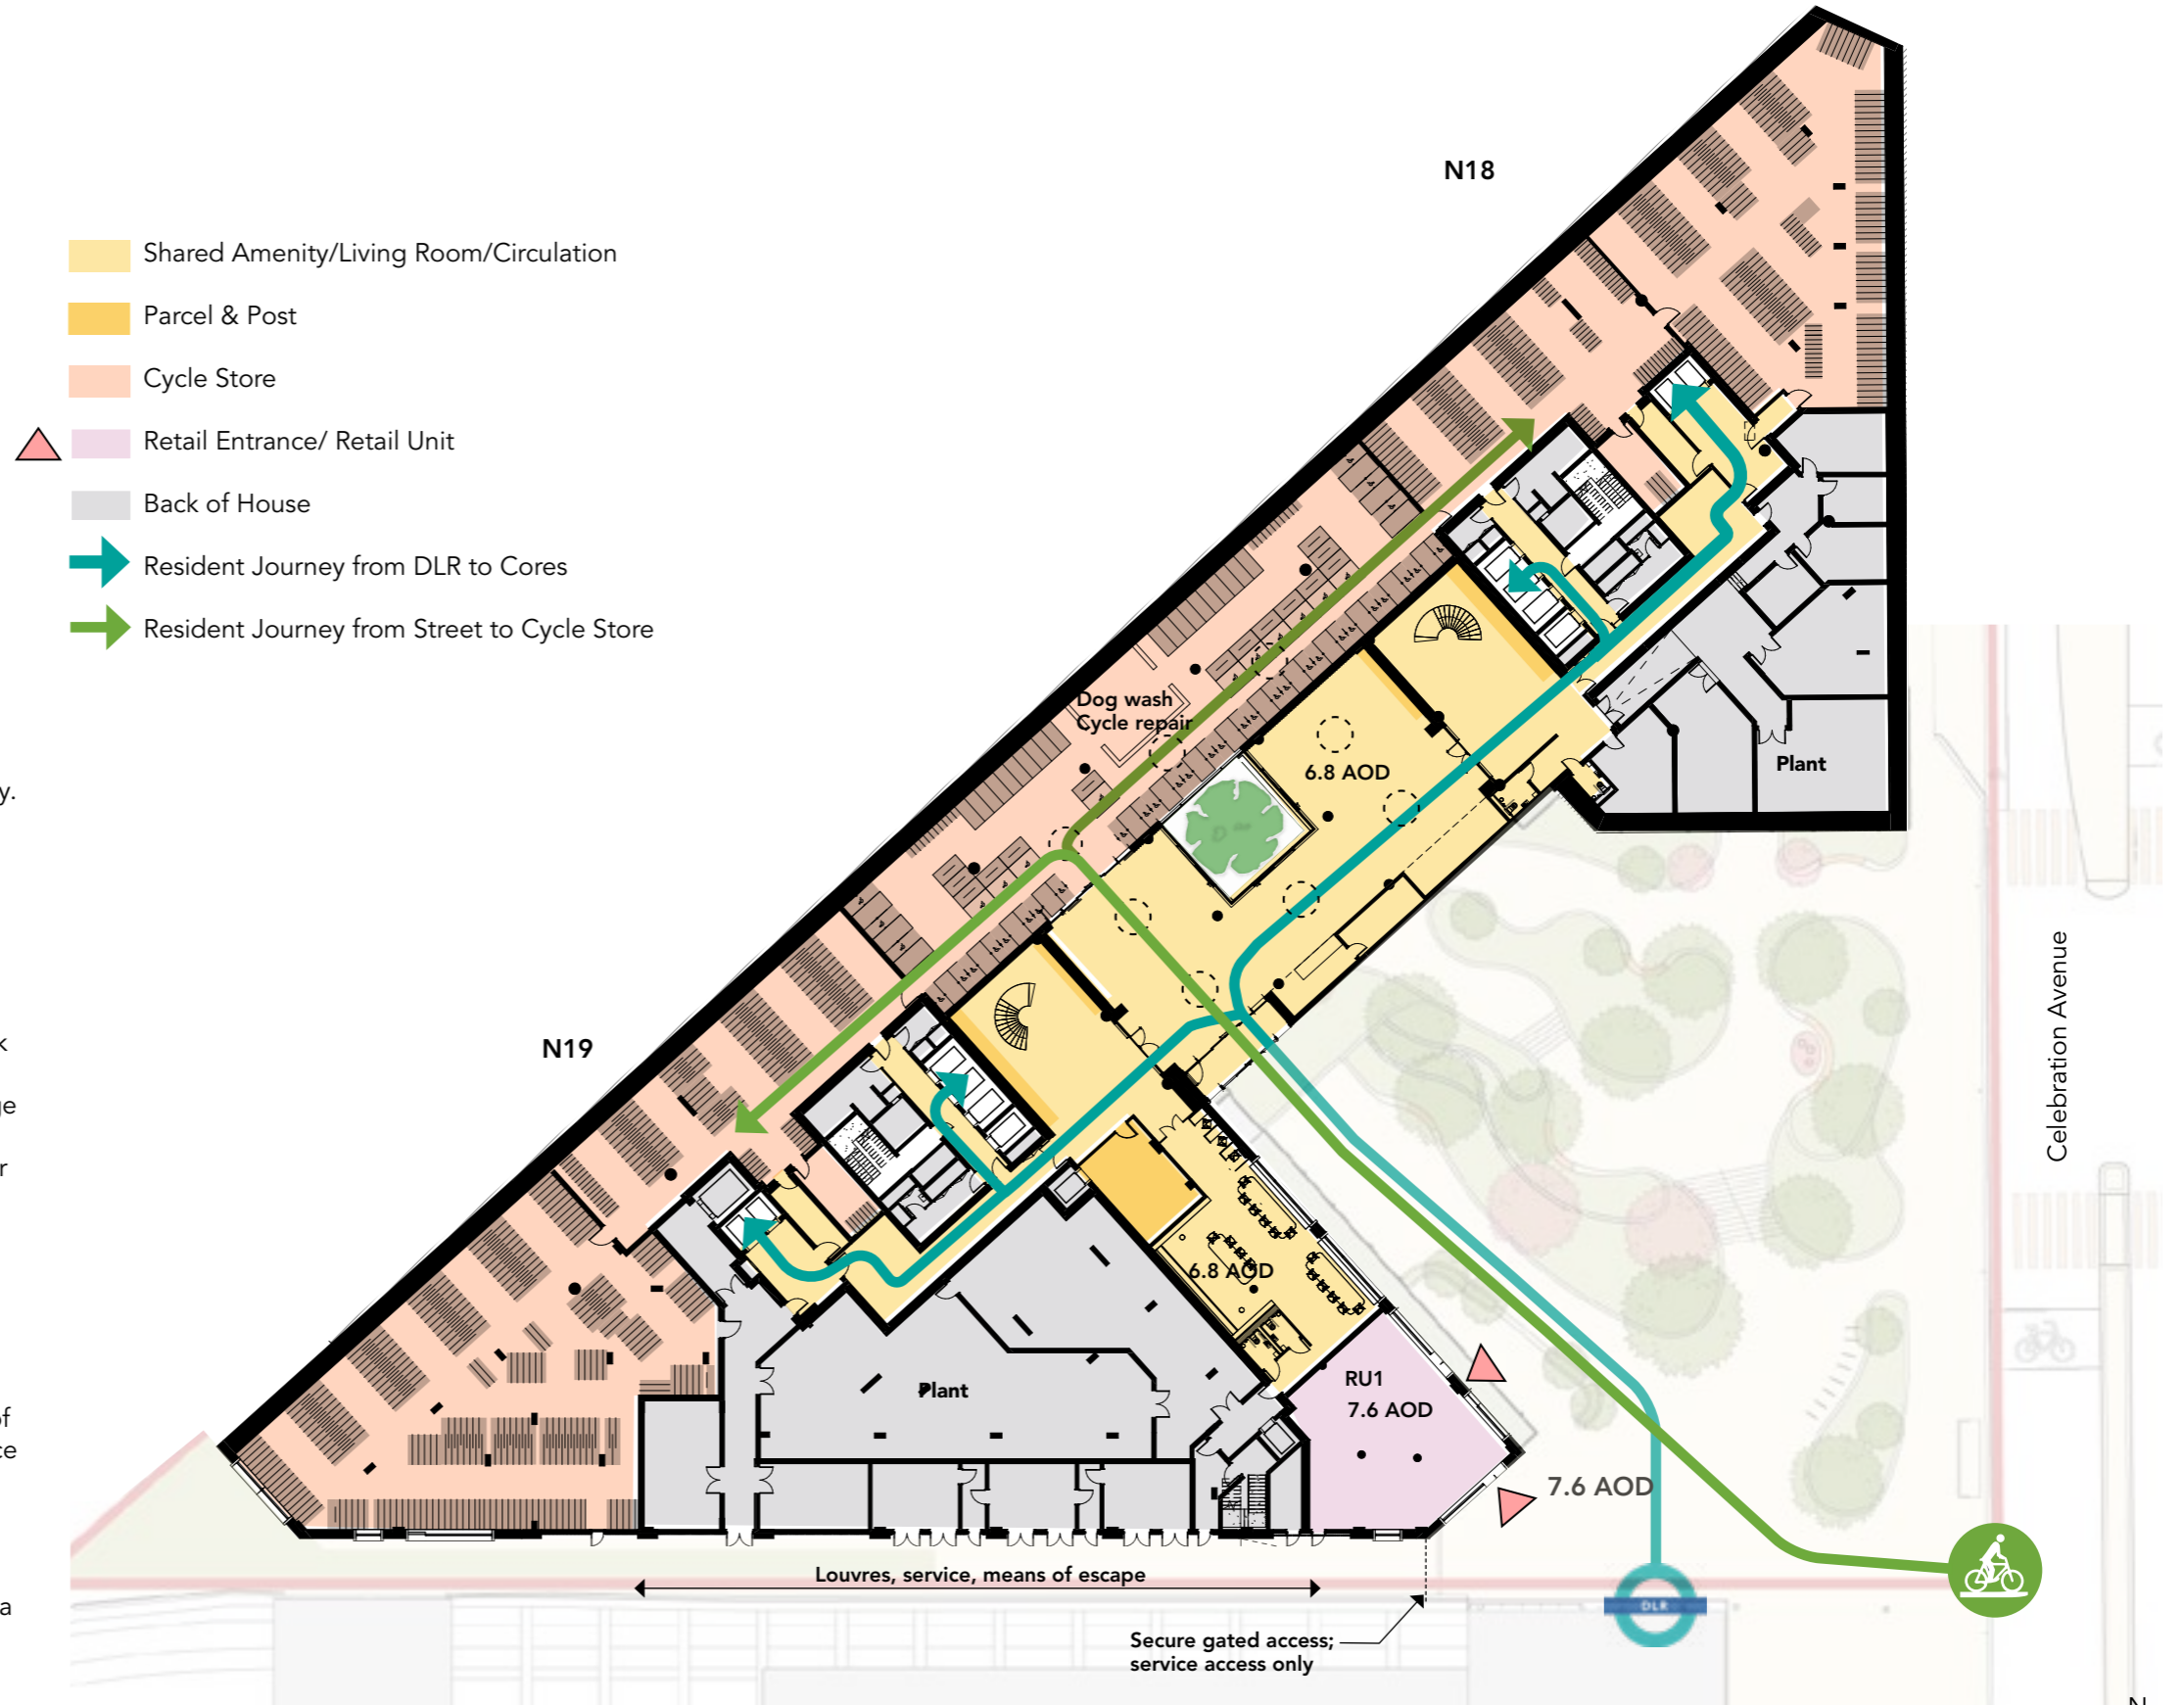 N18
Shared Amenity/Living Room/Circulation
Parcel & Post
Cycle Store
Retail Entrance/ Retail Unit
Back of House
Resident Journey from DLR to Cores
Resident Journey from Street to Cycle Store
Dog wash
Cycle repair
6.8 AOD
Plant
y.
N19
k
Celebration Avenue
r
6.8 AOD
RU1
7.6 AOD
Plant
of
ce
7.6 AOD
Louvres, service, means of escape
a
DLR
Secure gated access;
service access only
N